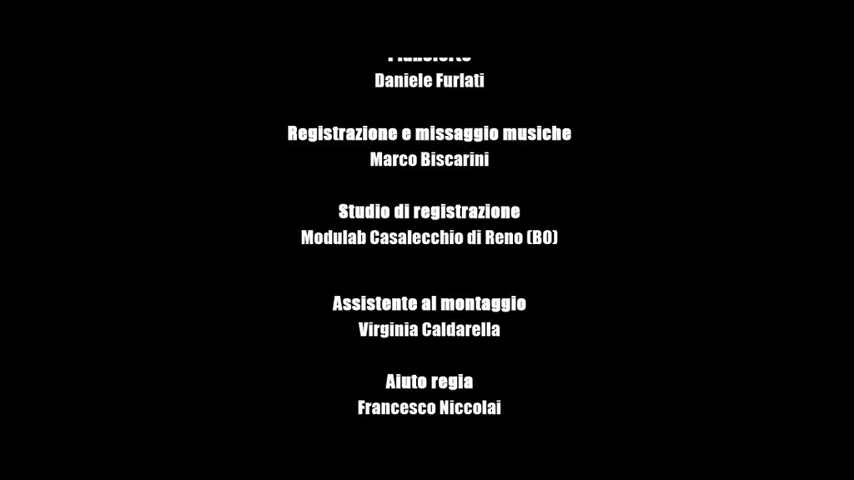 Pianoforte
Daniele Furlati
Registrazione e missaggio musiche
Marco Biscarini
Studio di registrazione
Modulab Casalecchio di Reno (BO)
Assistente al montaggio
Virginia Caldarella
Aiuto regia
Francesco Niccolai